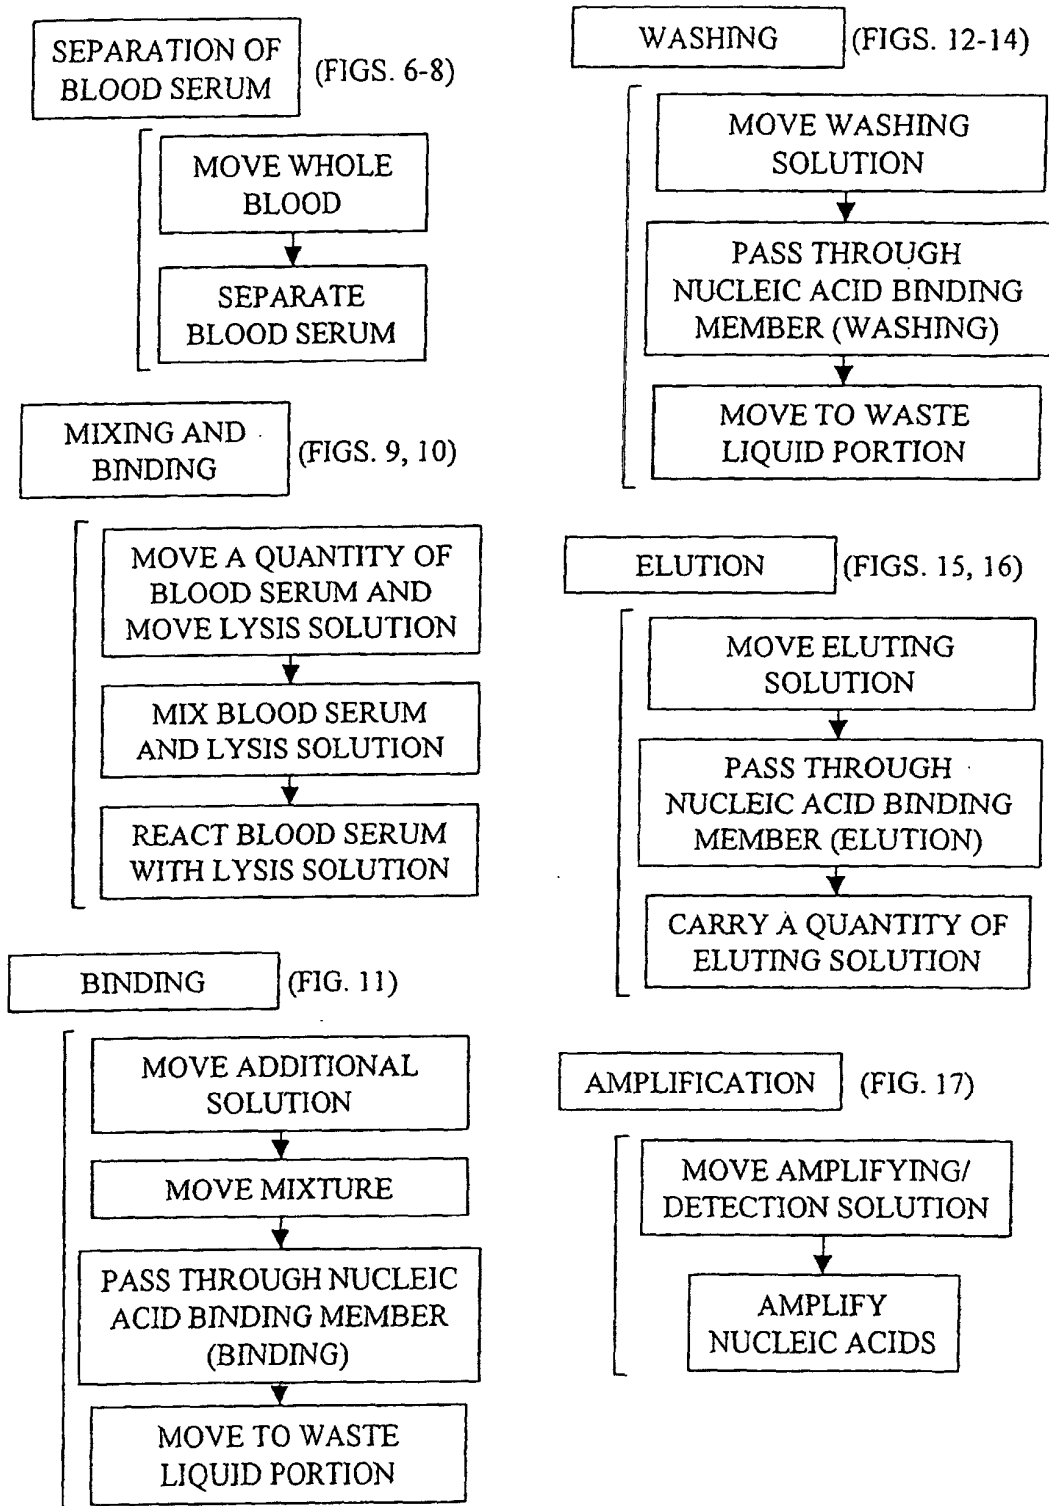 SEPARATION OF
BLOOD SERUM
(FIGS. 6-8)
MOVE WHOLE
BLOOD
SEPARATE
BLOOD SERUM
MIXING AND
BINDING
(FIGS. 9, 10)
MOVE A QUANTITY OF
BLOOD SERUM AND
MOVE LYSIS SOLUTION
MIX BLOOD SERUM
AND LYSIS SOLUTION
REACT BLOOD SERUM
WITH LYSIS SOLUTION
BINDING
(FIG. 11)
MOVE ADDITIONAL
SOLUTION
MOVE MIXTURE
PASS THROUGH NUCLEIC
ACID BINDING MEMBER
(BINDING)
MOVE TO WASTE
LIQUID PORTION
WASHING
(FIGS. 12-14)
MOVE WASHING
SOLUTION
PASS THROUGH
NUCLEIC ACID BINDING
MEMBER (WASHING)
MOVE TO WASTE
LIQUID PORTION
ELUTION
(FIGS. 15, 16)
MOVE ELUTING
SOLUTION
PASS THROUGH
NUCLEIC ACID BINDING
MEMBER (ELUTION)
CARRY A QUANTITY OF
ELUTING SOLUTION
AMPLIFICATION
(FIG. 17)
MOVE AMPLIFYING/
DETECTION SOLUTION
AMPLIFY
NUCLEIC ACIDS